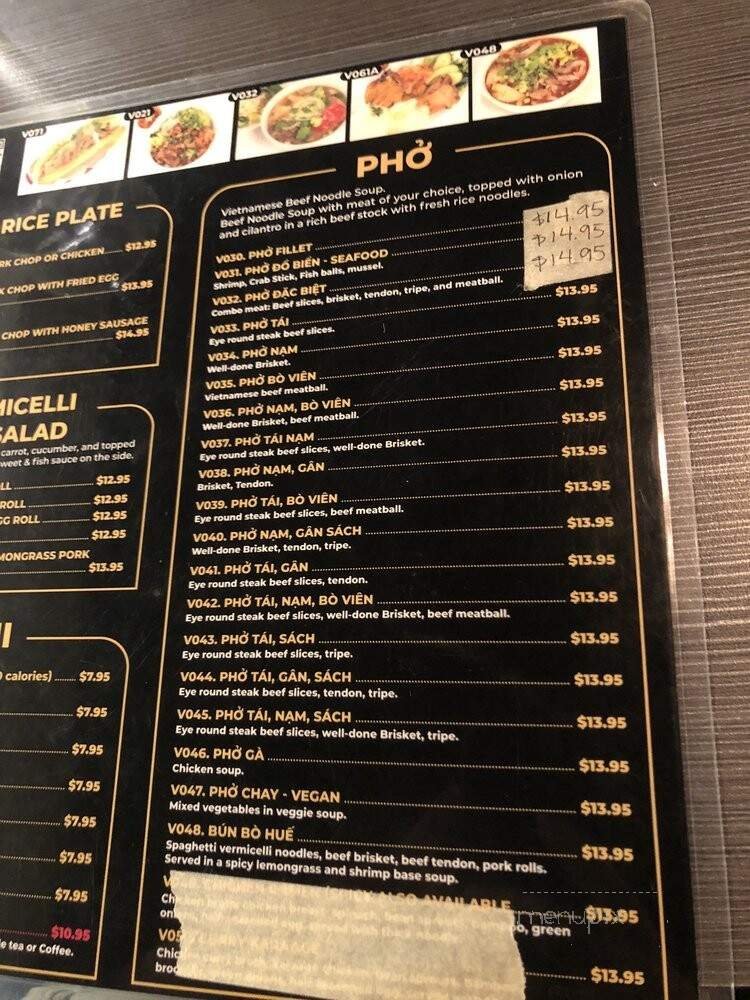 V071
V021
V032
V061A
V048
RICE PLATE
CHOP OR CHICKEN $12.95
CHOP WITH FRIED EGG
$13.95
CHOP WITH HONEY SAUSAGE
$14.95
carrot, cucumber, and topped
& fish sauce on the side.
$12.95
ROLL $12.95
ROLL $12.95
$12.95
PORK
$13.95
calories) $7.95
$7.95
$7.95
$7.95
$7.95
$7.95
$7.95
$10.95
tea or Coffee.
PHỞ
Vietnamese Beef Noodle Soup.
Beef Noodle Soup with meat of your choice, topped with onion
and cilantro in a rich beef stock with fresh rice noodles.
V030. PHỞ FILLET $14.95
V031. PHỞ ĐỒ BIỂN - SEAFOOD $14.95
Shrimp, Crab Stick, Fish balls, mussel.
V032. PHỞ ĐẶC BIỆT $14.95
Combo meat: Beef slices, brisket, tendon, tripe, and meatball.
V033. PHỞ TÁI $13.95
Eye round steak beef slices.
V034. PHỞ NẠM $13.95
Well-done Brisket.
V035. PHỞ BÒ VIÊN $13.95
Vietnamese beef meatball.
V036. PHỞ NẠM, BÒ VIÊN $13.95
Well-done Brisket, beef meatball.
V037. PHỞ TÁI NẠM $13.95
Eye round steak beef slices, well-done Brisket.
V038. PHỞ NẠM, GÂN $13.95
Brisket, Tendon.
V039. PHỞ TÁI, BÒ VIÊN $13.95
Eye round steak beef slices, beef meatball.
V040. PHỞ NẠM, GÂN SÁCH $13.95
Well-done Brisket, tendon, tripe.
V041. PHỞ TÁI, GÂN $13.95
Eye round steak beef slices, tendon.
V042. PHỞ TÁI, NẠM, BÒ VIÊN $13.95
Eye round steak beef slices, well-done Brisket, beef meatball.
V043. PHỞ TÁI, SÁCH $13.95
Eye round steak beef slices, tripe.
V044. PHỞ TÁI, GÂN, SÁCH $13.95
Eye round steak beef slices, tendon, tripe.
V045. PHỞ TÁI, NẠM, SÁCH $13.95
Eye round steak beef slices, well-done Brisket, tripe.
V046. PHỞ GÀ $13.95
Chicken soup.
V047. PHỞ CHAY - VEGAN $13.95
Mixed vegetables in veggie soup.
V048. BÚN BÒ HUẾ $13.95
Spaghetti vermicelli noodles, beef brisket, beef tendon, pork rolls.
Served in a spicy lemongrass and shrimp base soup.
ALSO AVAILABLE $13.95
green
$13.95
menupix